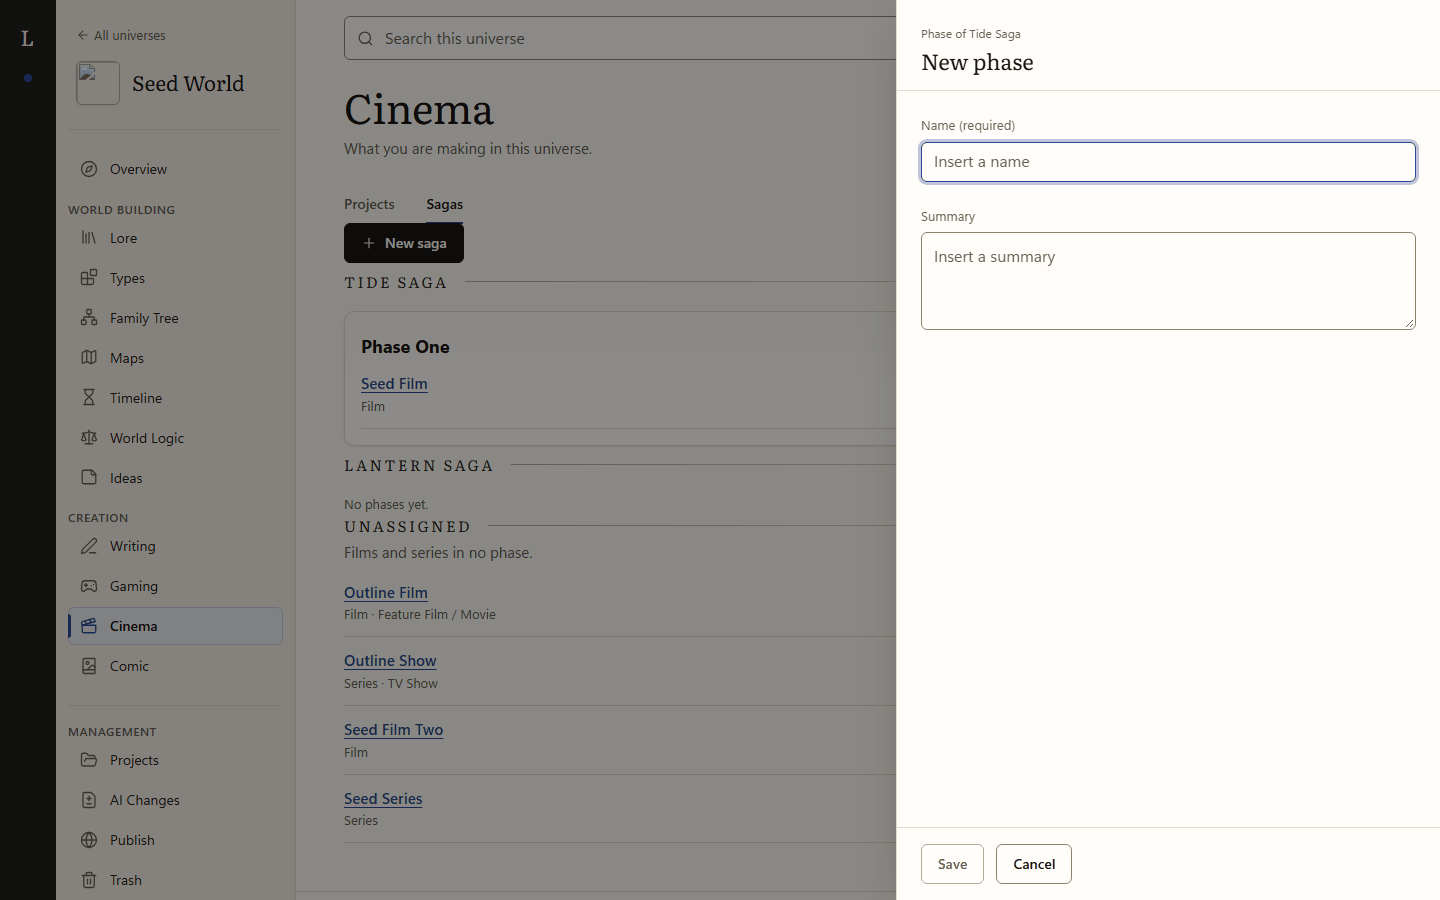 L
All universes
Seed World
Overview
WORLD BUILDING
Lore
Types
Family Tree
Maps
Timeline
World Logic
Ideas
CREATION
Writing
Gaming
Cinema
Comic
MANAGEMENT
Projects
AI Changes
Publish
Trash
Search this universe
Cinema
What you are making in this universe.
Projects Sagas
New saga
TIDE SAGA
Phase One
Seed Film
Film
LANTERN SAGA
No phases yet.
UNASSIGNED
Films and series in no phase.
Outline Film
Film · Feature Film / Movie
Outline Show
Series · TV Show
Seed Film Two
Film
Seed Series
Series
Phase of Tide Saga
New phase
Name (required)
Insert a name
Summary
Insert a summary
Save Cancel